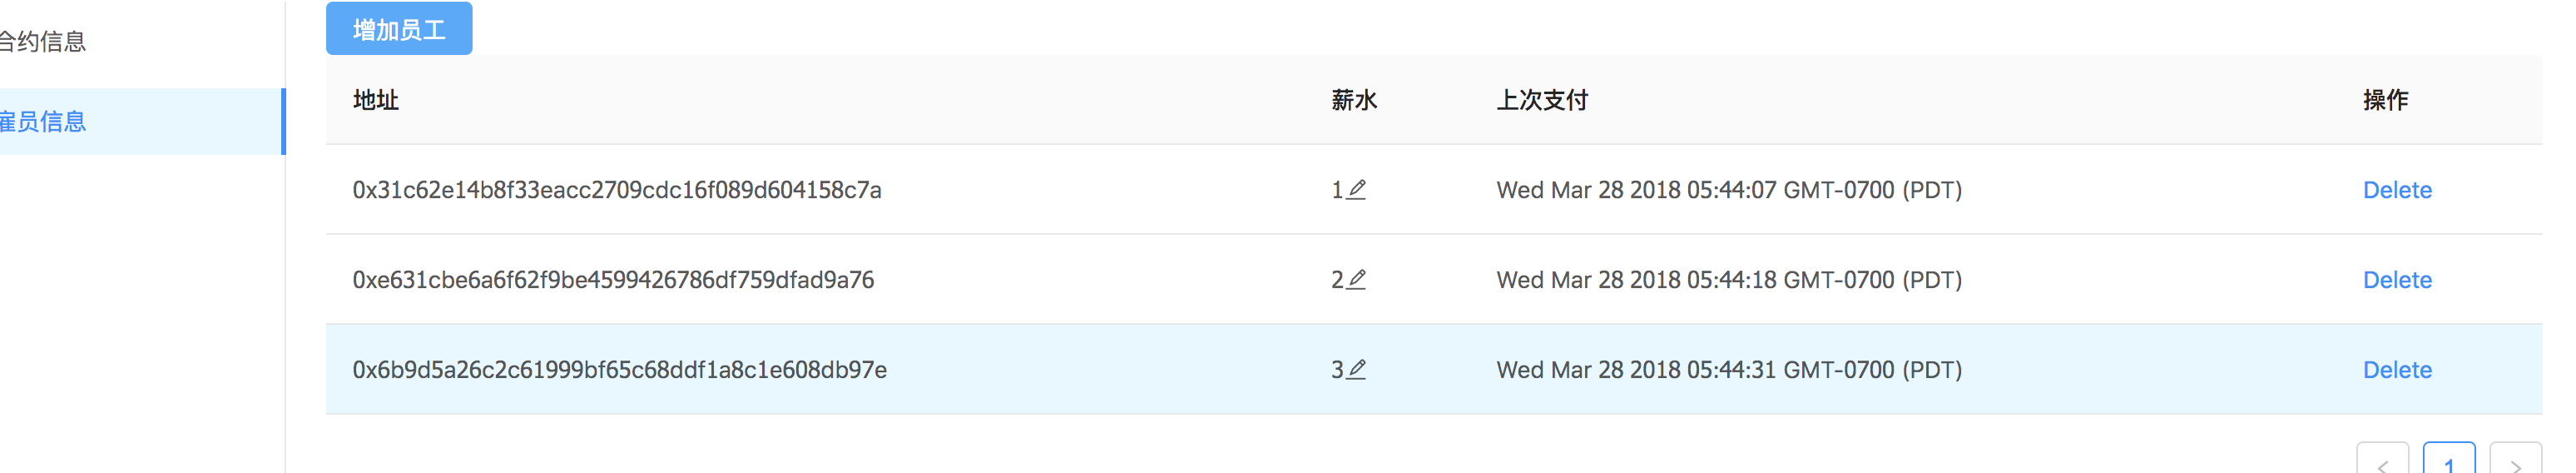 增加员工
合约信息
雇员信息
地址 薪水 上次支付 操作
0x31c62e14b8f33eacc2709cdc16f089d604158c7a 1 Wed Mar 28 2018 05:44:07 GMT-0700 (PDT) Delete
0xe631cbe6a6f62f9be4599426786df759dfad9a76 2 Wed Mar 28 2018 05:44:18 GMT-0700 (PDT) Delete
0x6b9d5a26c2c61999bf65c68ddf1a8c1e608db97e 3 Wed Mar 28 2018 05:44:31 GMT-0700 (PDT) Delete
< 1 >